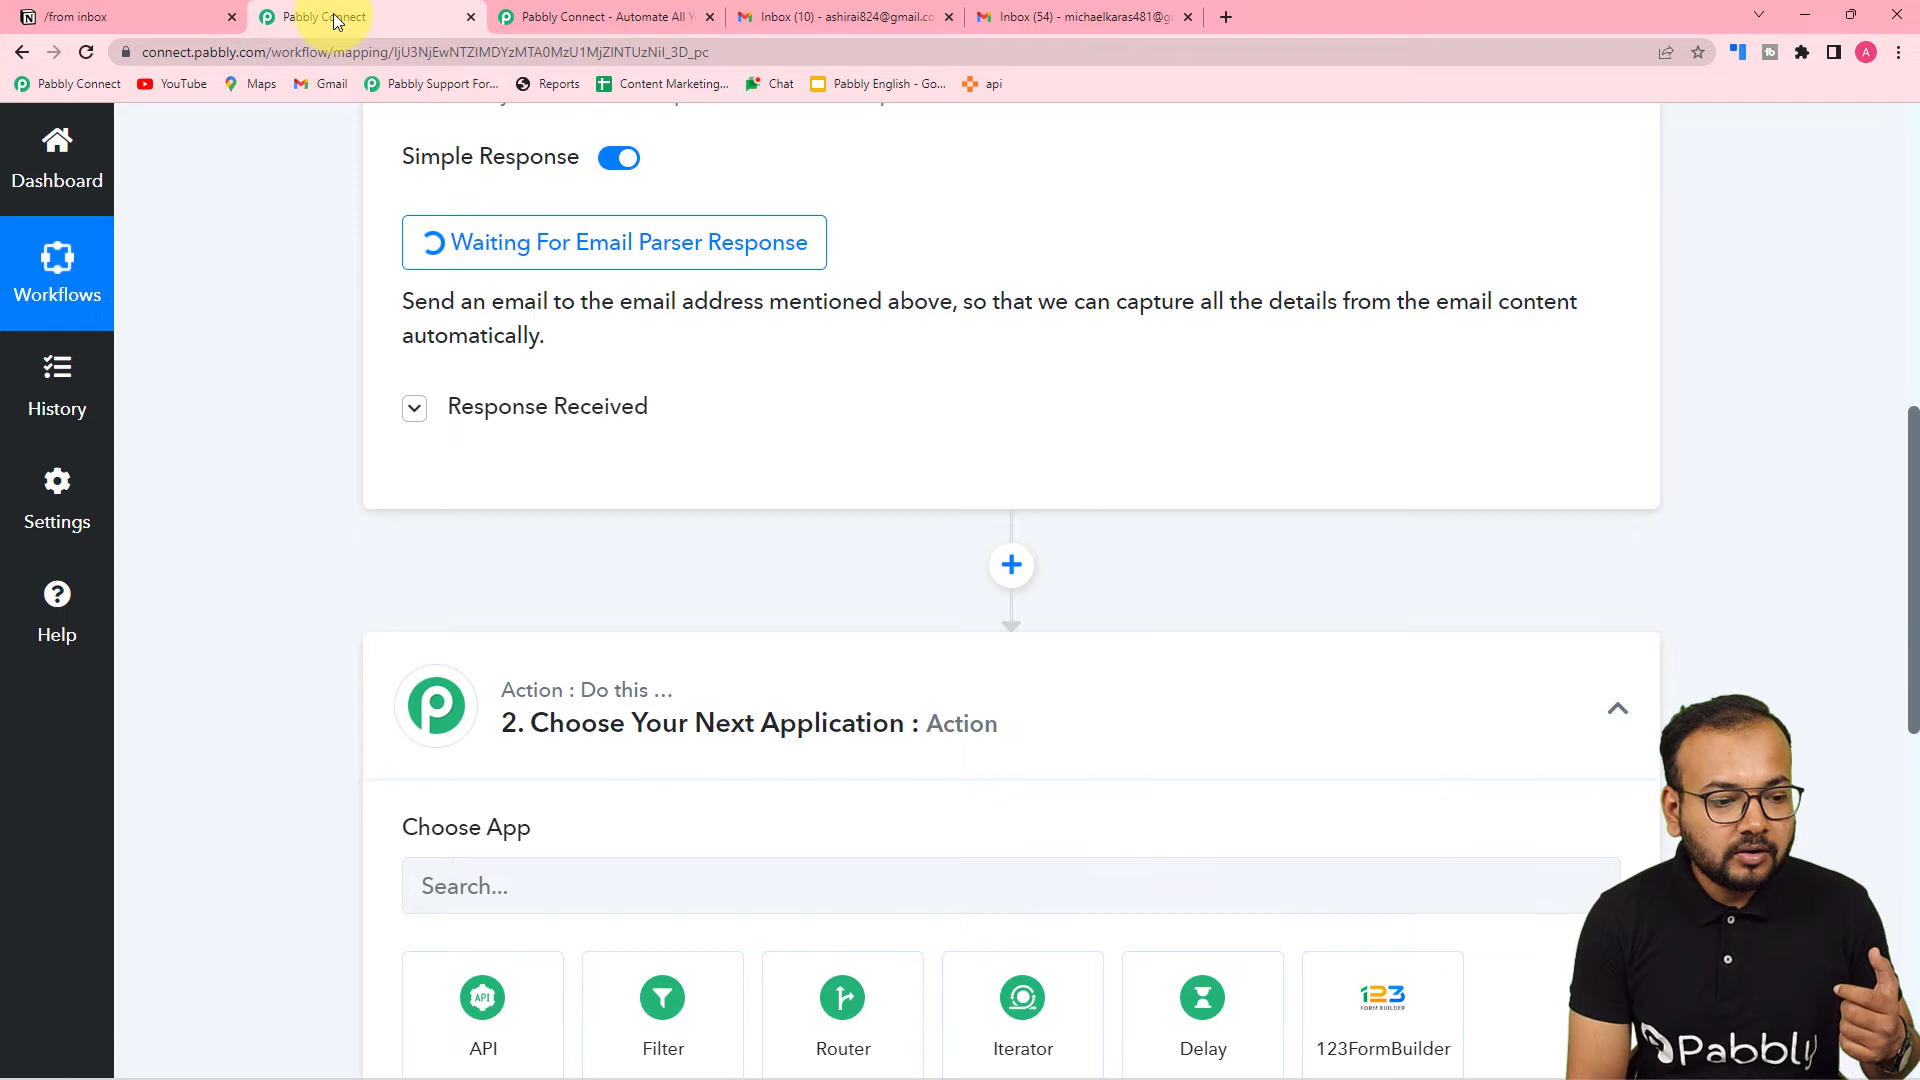 /from inbox
Pabbly Connect
Pabbly Connect - Automate All Y
Inbox (10) - ashirai824@gmail.co
Inbox (54) - michaelkaras481@g
connect.pabbly.com/workflow/mapping/
Pabbly Connect
YouTube
Maps
Gmail
Pabbly Support For...
Reports
Content Marketing...
Chat
Pabbly English - Go...
api
Dashboard
Workflows
History
Settings
Help
Simple Response
Waiting For Email Parser Response
Send an email to the email address mentioned above, so that we can capture all the details from the email content
automatically.
Response Received
Action : Do this ...
2. Choose Your Next Application : Action
Choose App
Search...
API
API
Filter
Router
Iterator
Delay
123
FORM BUILDER
123FormBuilder
A
Pabbly